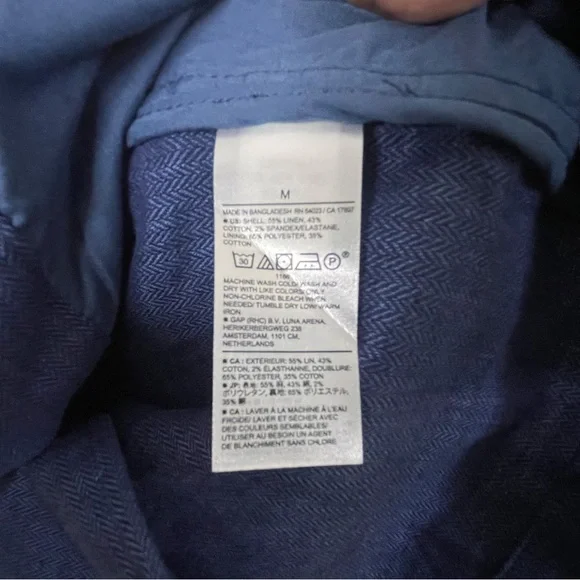 M
MADE IN BANGLADESH RN 54023 / CA 17897
■ US: SHELL: 55% LINEN, 43%
COTTON, 2% SPANDEX/ELASTANE,
LINING: 65% POLYESTER, 35%
COTTON
30 P ®
1186
MACHINE WASH COLD/WASH AND
DRY WITH LIKE COLORS/ONLY
NON-CHLORINE BLEACH WHEN
NEEDED/ TUMBLE DRY LOW/WARM
IRON
■ GAP (RHC) B.V. LUNA ARENA,
HERIKERBERGWEG 238
AMSTERDAM, 1101 CM,
NETHERLANDS
■ CA : EXTÉRIEUR: 55% LIN, 43%
COTON, 2% ÉLASTHANNE, DOUBLURE:
65% POLYESTER, 35% COTON
■ JP: 表地: 55% 麻, 43% 綿, 2%
ポリウレタン, 裏地: 65% ポリエステル,
35% 綿
■ CA : LAVER À LA MACHINE À L'EAU
FROIDE/ LAVER ET SÉCHER AVEC
DES COULEURS SEMBLABLES/
UTILISER AU BESOIN UN AGENT
DE BLANCHIMENT SANS CHLORE.